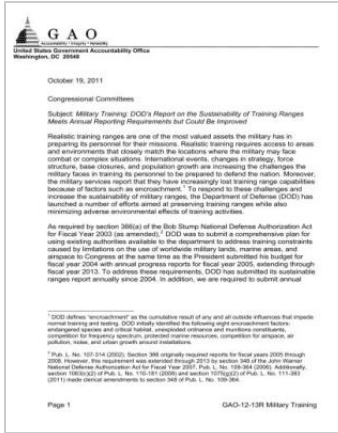 GAO
Accountability * Integrity * Reliability
United States Government Accountability Office
Washington, DC 20548
October 19, 2011
Congressional Committees
Subject: Military Training: DOD's Report on the Sustainability of Training Ranges
Meets Annual Reporting Requirements but Could Be Improved
Realistic training ranges are one of the most valued assets the military has in
preparing its personnel for their missions. Realistic training requires access to areas
and environments that closely match the locations where the military may face
combat or complex situations. International events, changes in strategy, force
structure, base closures, and population growth are increasing the challenges the
military faces in training its personnel to be prepared to defend the nation. Moreover,
the military services report that they have increasingly lost training range capabilities
because of factors such as encroachment.1 To respond to these challenges and
increase the sustainability of military ranges, the Department of Defense (DOD) has
launched a number of efforts aimed at preserving training ranges while also
minimizing adverse environmental effects of training activities.
As required by section 366(a) of the Bob Stump National Defense Authorization Act
for Fiscal Year 2003 (as amended),2 DOD was to submit a comprehensive plan for
using existing authorities available to the department to address training constraints
caused by limitations on the use of worldwide military lands, marine areas, and
airspace to Congress at the same time as the President submitted his budget for
fiscal year 2004 with annual progress reports for fiscal year 2005, extending through
fiscal year 2013. To address these requirements, DOD has submitted its sustainable
ranges report annually since 2004. In addition, we are required to submit annual
1 DOD defines "encroachment" as the cumulative result of any and all outside influences that impede
normal training and testing. DOD initially identified the following eight encroachment factors:
endangered species and critical habitat, unexploded ordnance and munitions constituents,
competition for frequency spectrum, protected marine resources, competition for airspace, air
pollution, noise, and urban growth around installations.
2 Pub. L. No. 107-314 (2002). Section 366 originally required reports for fiscal years 2005 through
2008. However, this requirement was extended through 2013 by section 348 of the John Warner
National Defense Authorization Act for Fiscal Year 2007, Pub. L. No. 109-364 (2006). Additionally,
section 1063(c)(2) of Pub. L. No. 110-181 (2008) and section 1075(g)(2) of Pub. L. No. 111-383
(2011) made clerical amendments to section 348 of Pub. L. No. 109-364.
Page 1
GAO-12-13R Military Training